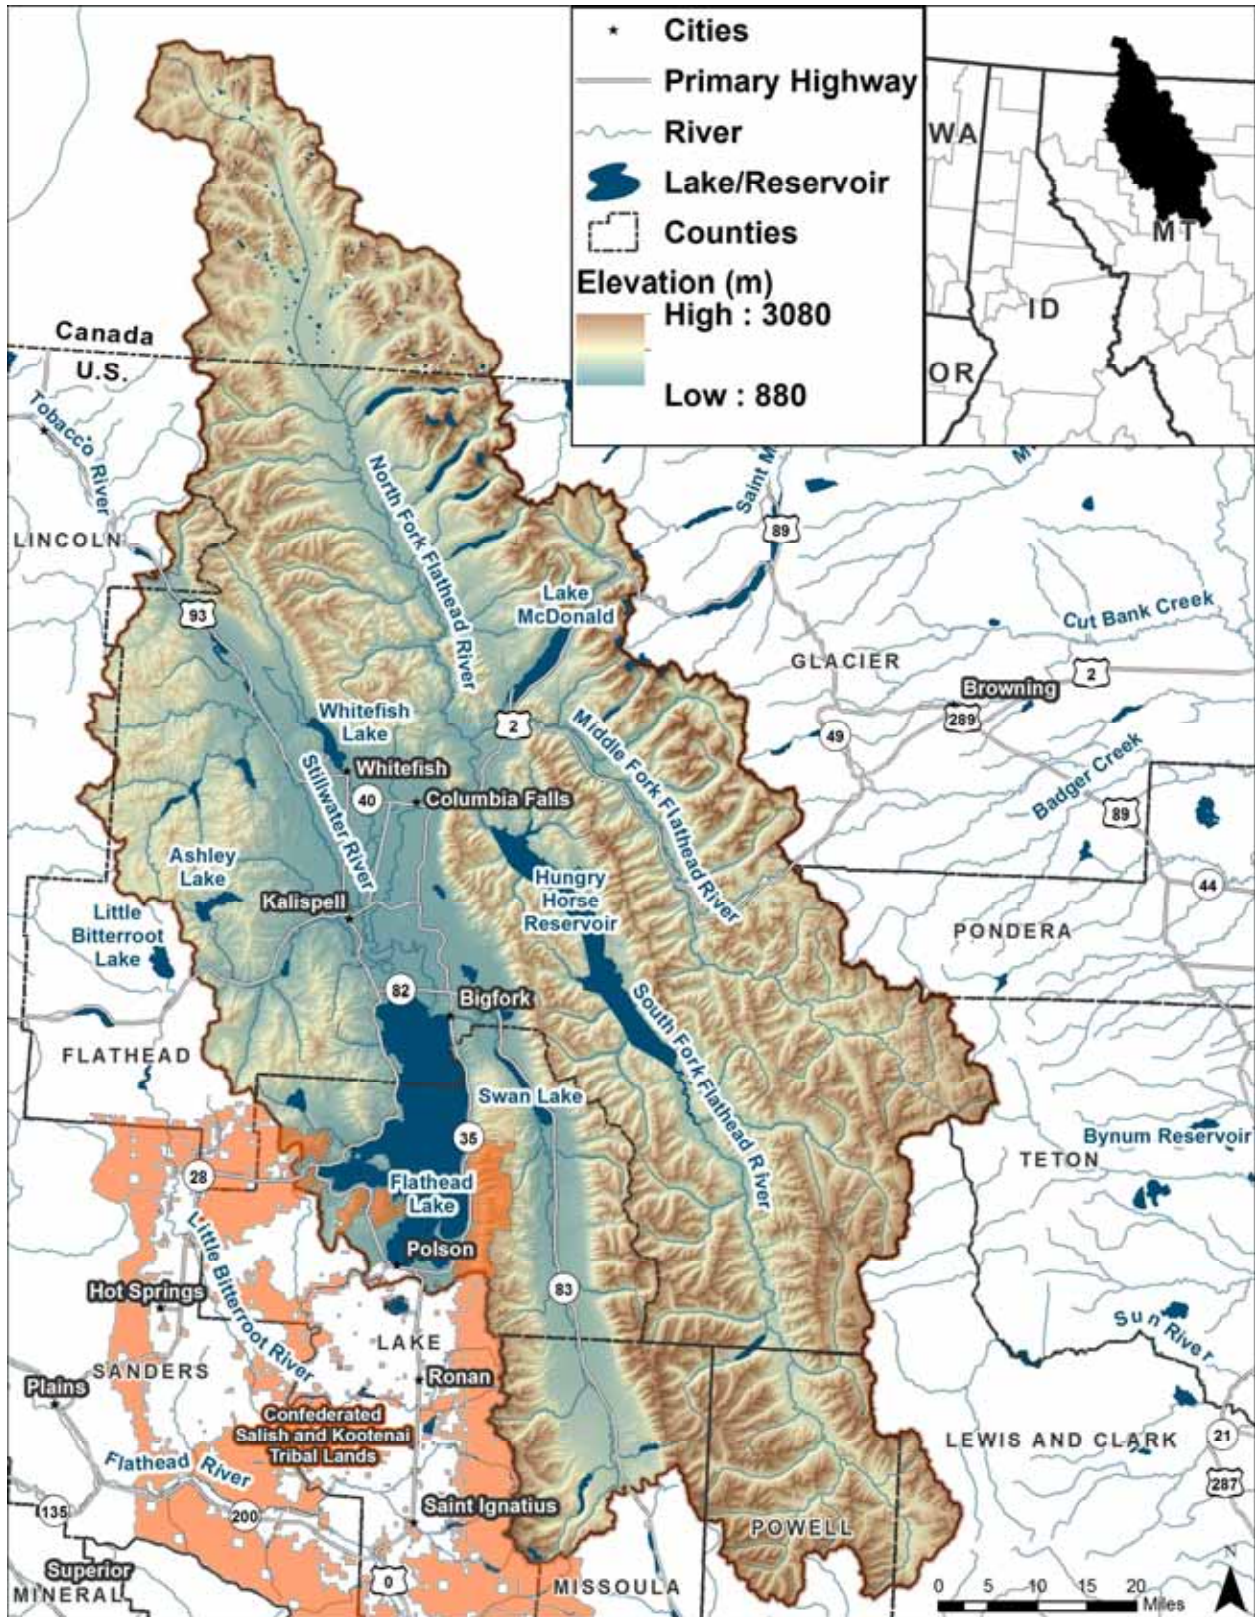 Cities
Primary Highway
River
Lake/Reservoir
Counties
Elevation (m)
High : 3080
Low : 880
WA
MT
ID
OR
Canada
U.S.
Tobacco River
LINCOLN
North Fork Flathead River
Saint M
M
89
93
Lake
McDonald
Cut Bank Creek
GLACIER
2
Browning
289
49
2
Whitefish
Lake
Middle Fork Flathead River
Whitefish
Stillwater River
40
Columbia Falls
Badger Creek
89
Ashley
Lake
Hungry
Horse
Reservoir
44
Kalispell
Little
Bitterroot
Lake
PONDERA
82
Bigfork
South Fork Flathead River
FLATHEAD
Swan Lake
35
Bynum Reservoir
TETON
28
Flathead
Lake
Little Bitterroot River
Polson
Hot Springs
83
Sun River
LAKE
SANDERS
Ronan
Plains
Confederated
Salish and Kootenai
Tribal Lands
LEWIS AND CLARK
21
Flathead River
287
135
200
Saint Ignatius
POWELL
Superior
MINERAL
0
MISSOULA
N
0 5 10 15 20
Miles